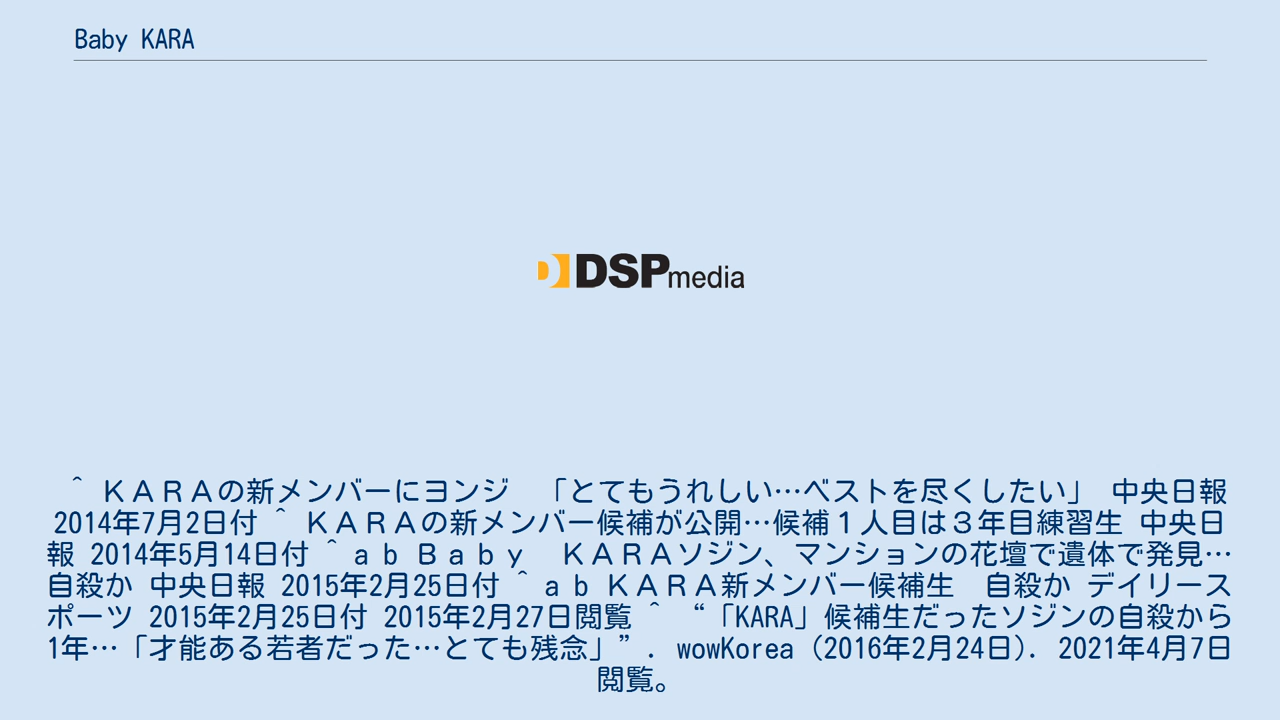 Baby KARA
DSPmedia
^ ＫＡＲＡの新メンバーにヨンジ　「とてもうれしい…ベストを尽くしたい」 中央日報
2014年7月2日付 ^ ＫＡＲＡの新メンバー候補が公開…候補１人目は３年目練習生 中央日
報 2014年5月14日付 ^ ａｂ Ｂａｂｙ　ＫＡＲＡソジン、マンションの花壇で遺体で発見…
自殺か 中央日報 2015年2月25日付 ^ ａｂ ＫＡＲＡ新メンバー候補生　自殺か デイリース
ポーツ 2015年2月25日付 2015年2月27日閲覧 ^ “「KARA」候補生だったソジンの自殺から
1年…「才能ある若者だった…とても残念」”. wowKorea (2016年2月24日). 2021年4月7日
閲覧。